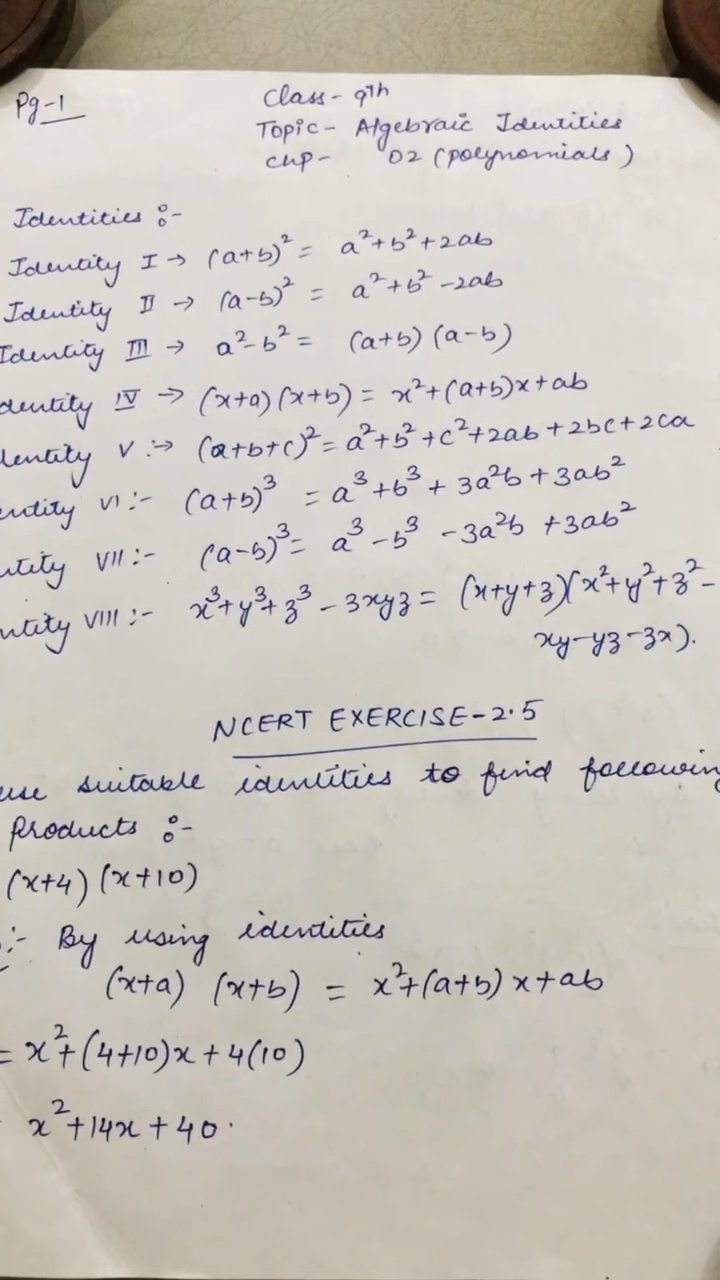 Pg-1
Class- 9th
Topic- Algebraic Identities
chp- 02 (polynomials)
Identities :-
Identity I → (a+b)² = a²+b²+2ab
Identity II → (a-b)² = a²+b²-2ab
Identity III → a²-b² = (a+b) (a-b)
dentity IV → (x+a) (x+b) = x²+(a+b)x+ab
dentity V :→ (a+b+c)² = a²+b²+c²+2ab+2bc+2ca
entity VI :- (a+b)³ = a³+b³+3a²b+3ab²
ntity VII :- (a-b)³ = a³-b³-3a²b+3ab²
ntity VIII :- x³+y³+z³-3xyz = (x+y+z)(x²+y²+z²-
xy-yz-zx).
NCERT EXERCISE-2.5
use suitable identities to find following
Products :-
(x+4) (x+10)
:- By using identities
(x+a) (x+b) = x²+(a+b)x+ab
= x²+(4+10)x+4(10)
x²+14x+40.